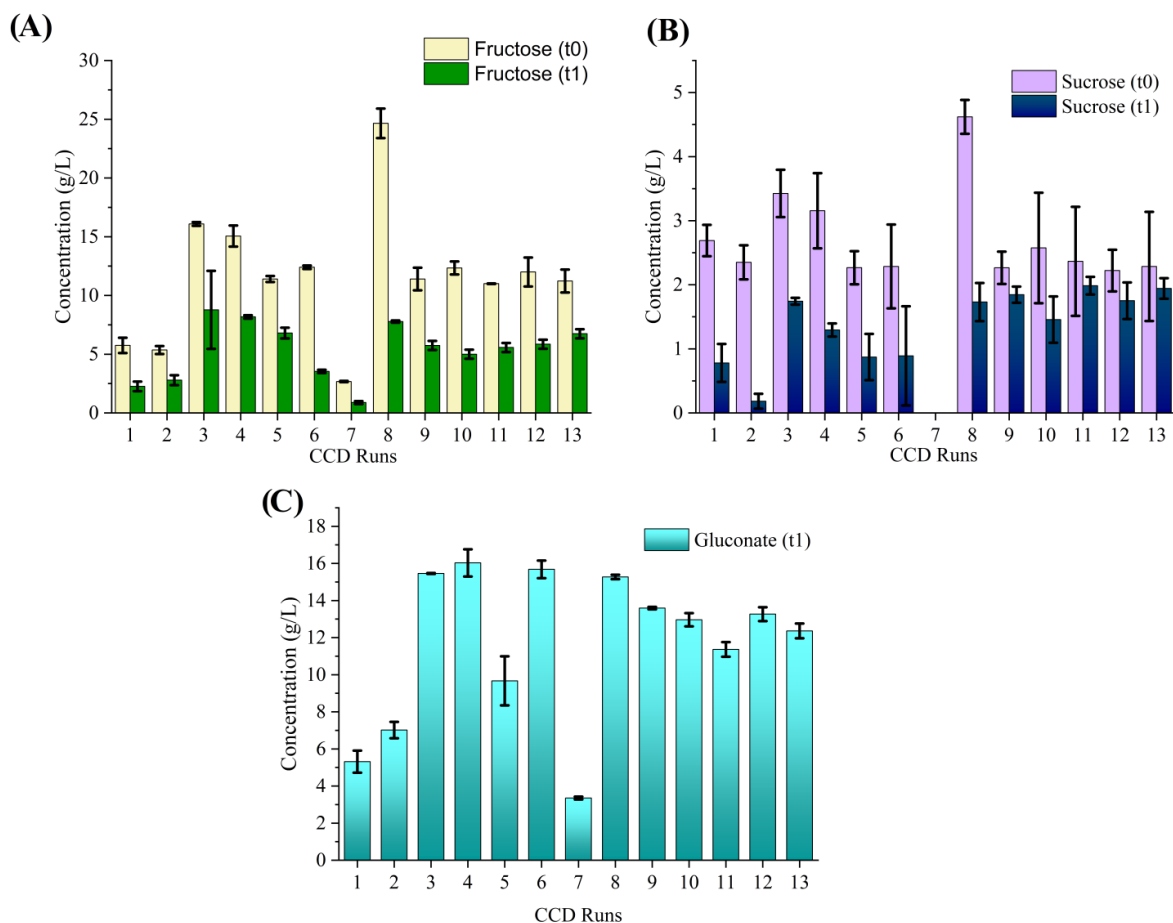 (A)
Fructose (t0)
Fructose (t1)
30
25
20
15
10
5
0
Concentration (g/L)
1 2 3 4 5 6 7 8 9 10 11 12 13
CCD Runs
(B)
Sucrose (t0)
Sucrose (t1)
5
4
3
2
1
0
Concentration (g/L)
1 2 3 4 5 6 7 8 9 10 11 12 13
CCD Runs
(C)
Gluconate (t1)
18
16
14
12
10
8
6
4
2
0
Concentration (g/L)
1 2 3 4 5 6 7 8 9 10 11 12 13
CCD Runs